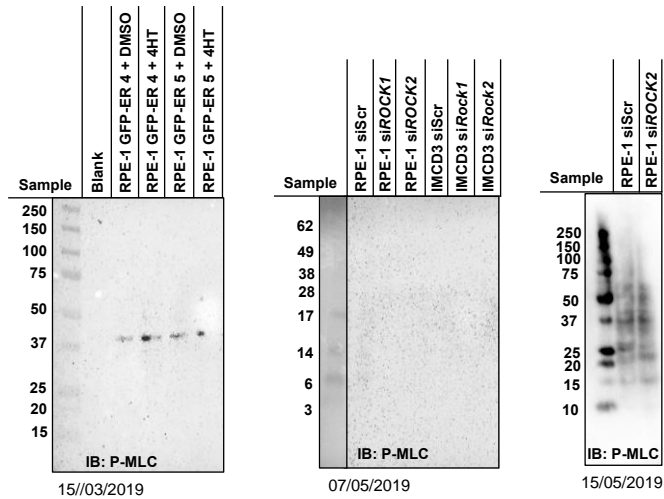 Sample
Blank
RPE-1 GFP-ER 4 + DMSO
RPE-1 GFP-ER 4 + 4HT
RPE-1 GFP-ER 5 + DMSO
RPE-1 GFP-ER 5 + 4HT
250
150
100
75
50
37
25
20
15
IB: P-MLC
15//03/2019
Sample
RPE-1 siScr
RPE-1 siROCK1
RPE-1 siROCK2
IMCD3 siScr
IMCD3 siRock1
IMCD3 siRock2
62
49
38
28
17
14
6
3
IB: P-MLC
07/05/2019
Sample
RPE-1 siScr
RPE-1 siROCK2
250
150
100
75
50
37
25
20
15
10
IB: P-MLC
15/05/2019